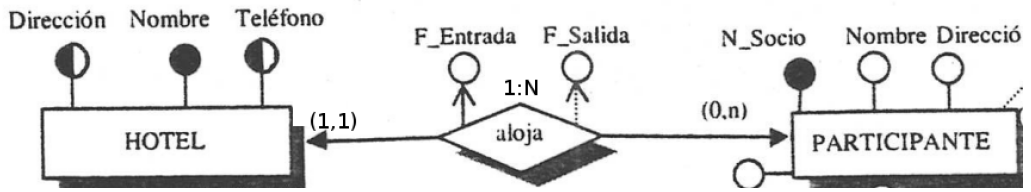 Dirección Nombre Teléfono
F_Entrada F_Salida
N_Socio Nombre Direcció
1:N
(1,1)
(0,n)
HOTEL
aloja
PARTICIPANTE